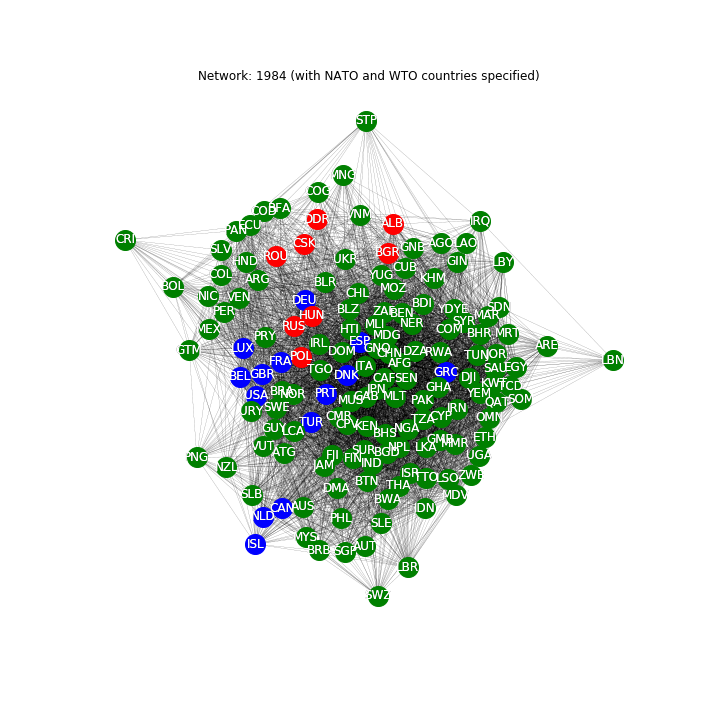 Network: 1984 (with NATO and WTO countries specified)
STP
MNG
COG
COD
BFA
VNM
DDR
ALB
IRQ
ECU
PAN
CRI
CSK
AGO
LAO
SLV
ROU
BGR
GNB
HND
UKR
GIN
LBY
COL
ARG
YUG
CUB
KHM
BOL
BLR
MOZ
NIC
VEN
DEU
CHL
BDI
SDN
PER
BLZ
ZAF
BEN
YDYE
MAR
HUN
MLI
NER
SYR
MEX
RUS
HTI
COM
BHR
MRT
PRY
IRL
ESP
MDG
GTM
LUX
DOM
GNQ
CHN
DZA
RWA
TUN
JOR
ARE
POL
LBN
FRA
ITA
AFG
SAU
EGY
BEL
GBR
TGO
DNK
CAF
SEN
GRC
DJI
KWT
TCD
USA
BRA
NOR
PRT
MUS
GAB
JPN
MLT
GHA
YEM
QAT
SOM
URY
SWE
PAK
IRN
TUR
CMR
CPV
KEN
TZA
CYP
OMN
GUY
LCA
BHS
NGA
VUT
ATG
SUR
NPL
LKA
GMB
MMR
ETH
PNG
NZL
FJI
FIN
IND
BGD
UGA
JAM
BTN
ISR
THA
TTO
LSO
ZWE
SLB
DMA
BWA
MDV
NLD
CAN
AUS
PHL
SLE
IDN
ISL
MYS
BRB
SGP
AUT
LBR
SWZ